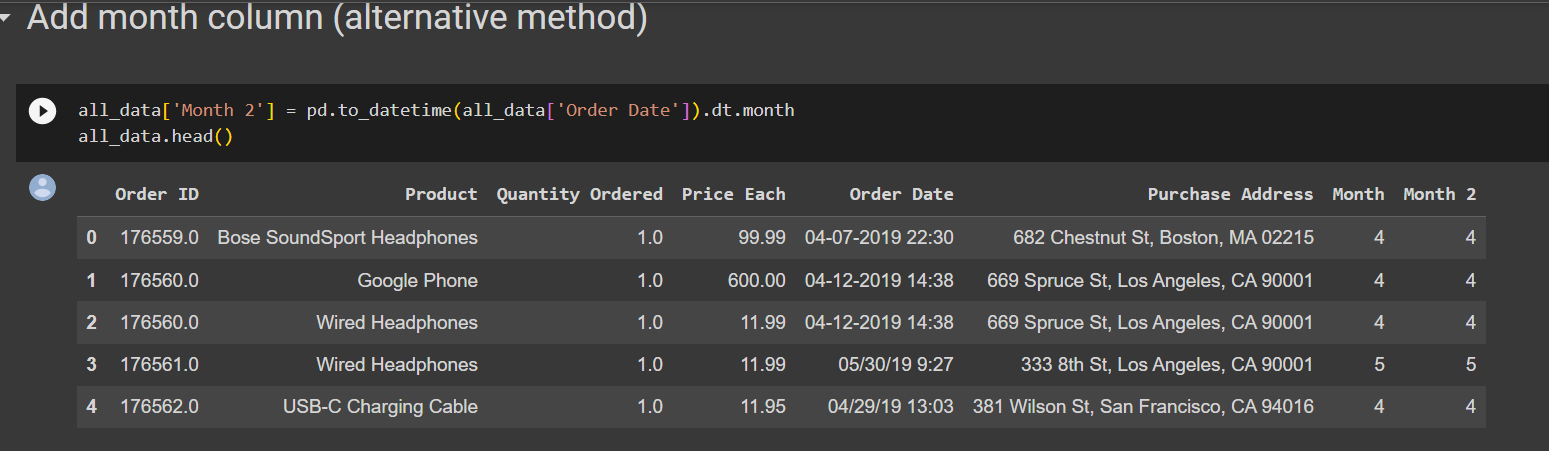 Add month column (alternative method)
all_data['Month 2'] = pd.to_datetime(all_data['Order Date']).dt.month
all_data.head()
Order ID Product Quantity Ordered Price Each Order Date Purchase Address Month Month 2
0 176559.0 Bose SoundSport Headphones 1.0 99.99 04-07-2019 22:30 682 Chestnut St, Boston, MA 02215 4 4
1 176560.0 Google Phone 1.0 600.00 04-12-2019 14:38 669 Spruce St, Los Angeles, CA 90001 4 4
2 176560.0 Wired Headphones 1.0 11.99 04-12-2019 14:38 669 Spruce St, Los Angeles, CA 90001 4 4
3 176561.0 Wired Headphones 1.0 11.99 05/30/19 9:27 333 8th St, Los Angeles, CA 90001 5 5
4 176562.0 USB-C Charging Cable 1.0 11.95 04/29/19 13:03 381 Wilson St, San Francisco, CA 94016 4 4